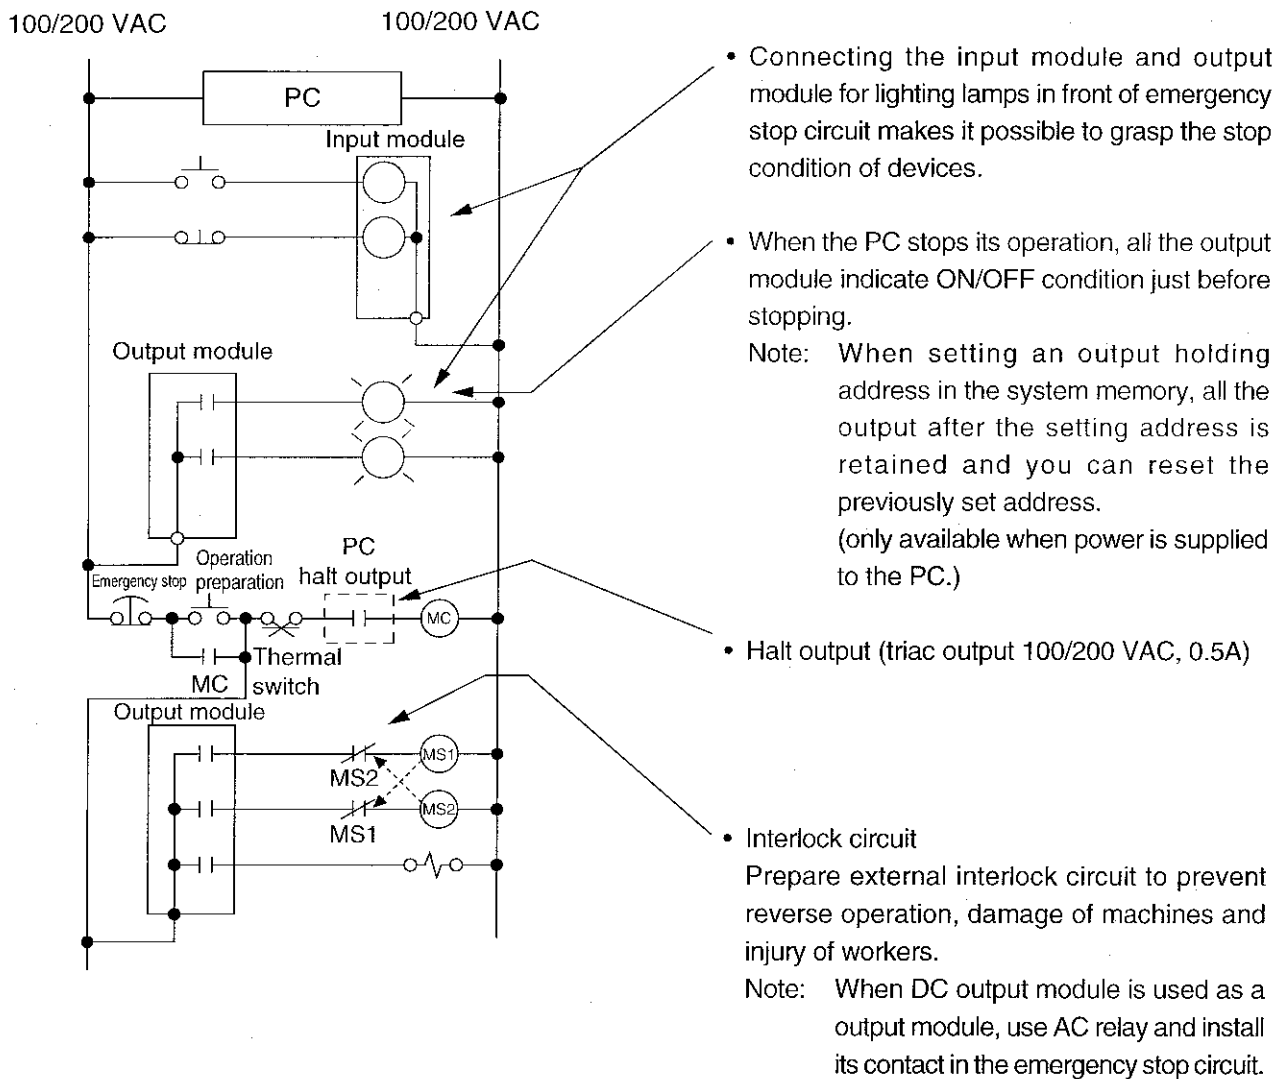 100/200 VAC
100/200 VAC
PC
Input module
Output module
Emergency stop
Operation
preparation
PC
halt output
MC
MC
Thermal
switch
Output module
MS1
MS2
MS2
MS1
• Connecting the input module and output
module for lighting lamps in front of emergency
stop circuit makes it possible to grasp the stop
condition of devices.
• When the PC stops its operation, all the output
module indicate ON/OFF condition just before
stopping.
Note: When setting an output holding
address in the system memory, all the
output after the setting address is
retained and you can reset the
previously set address.
(only available when power is supplied
to the PC.)
• Halt output (triac output 100/200 VAC, 0.5A)
• Interlock circuit
Prepare external interlock circuit to prevent
reverse operation, damage of machines and
injury of workers.
Note: When DC output module is used as a
output module, use AC relay and install
its contact in the emergency stop circuit.